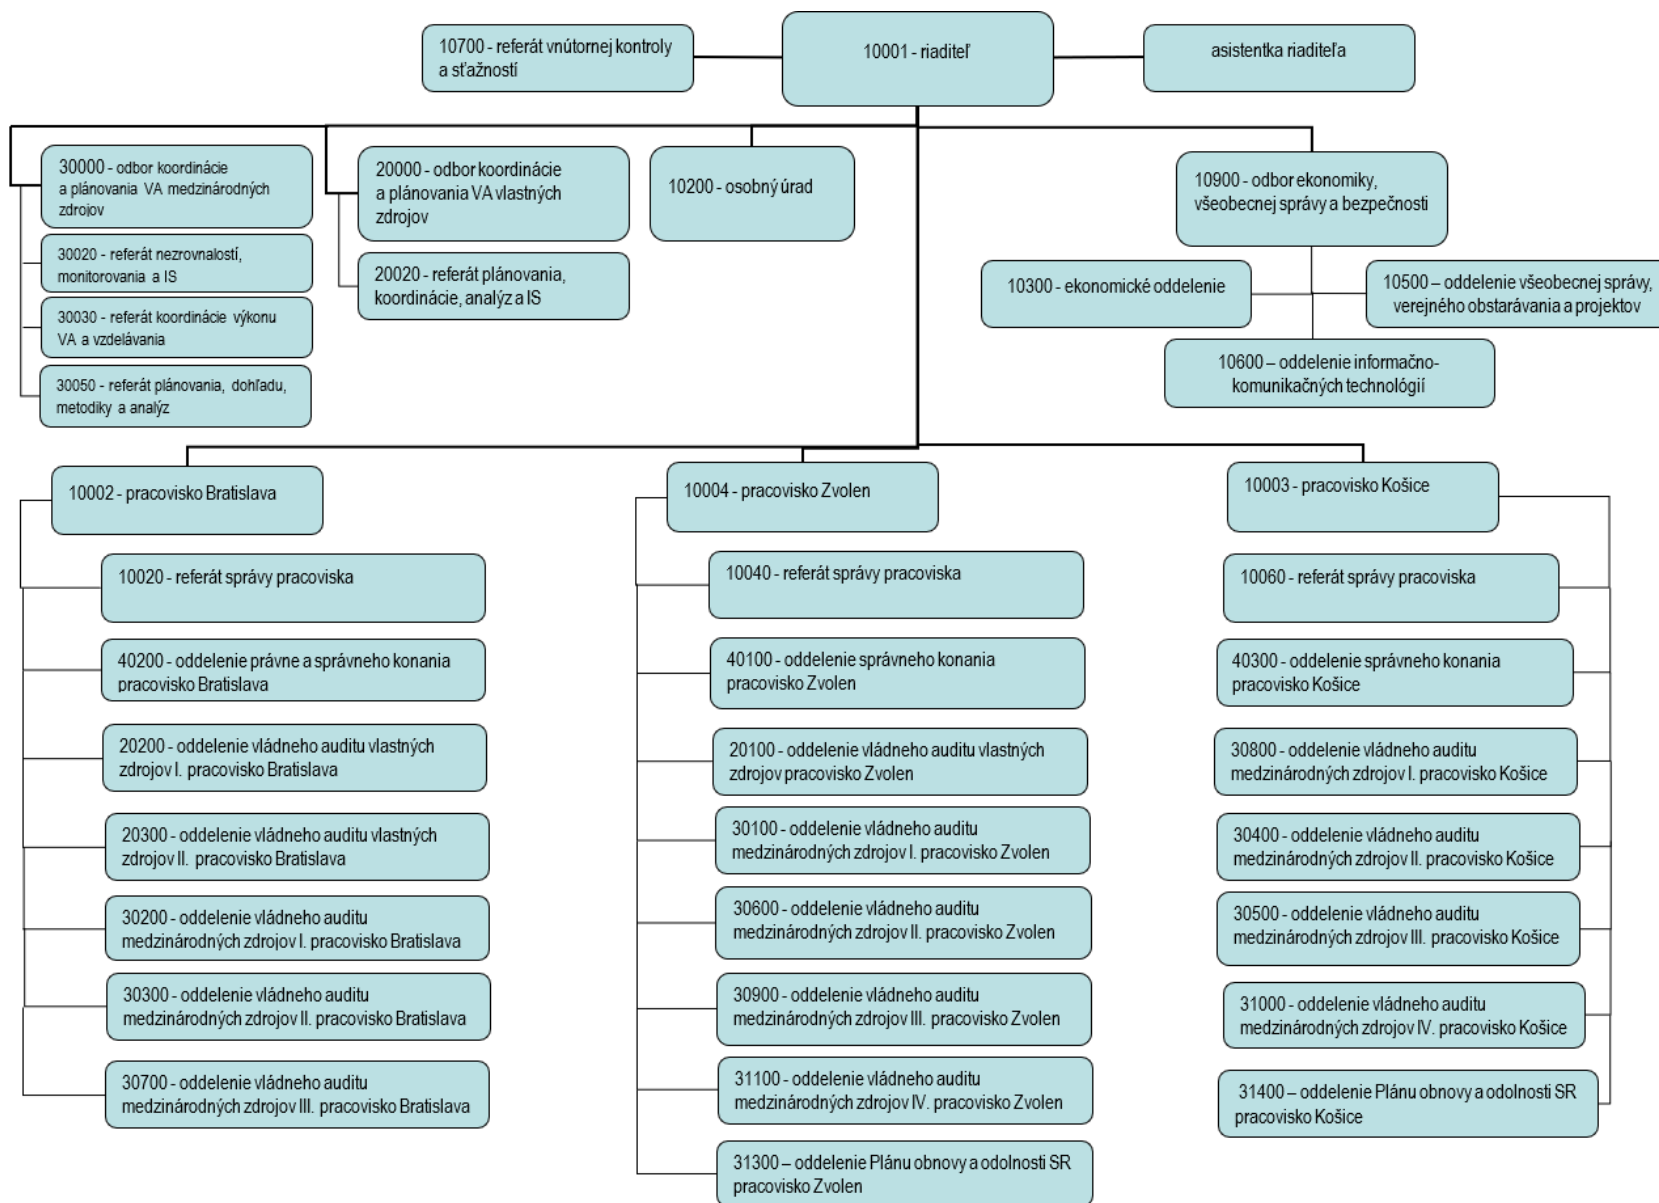 10700 - referát vnútornej kontroly
a sťažností
10001 - riaditeľ
asistentka riaditeľa
30000 - odbor koordinácie
a plánovania VA medzinárodných
zdrojov
30020 - referát nezrovnalostí,
monitorovania a IS
30030 - referát koordinácie výkonu
VA a vzdelávania
30050 - referát plánovania, dohľadu,
metodiky a analýz
20000 - odbor koordinácie
a plánovania VA vlastných
zdrojov
20020 - referát plánovania,
koordinácie, analýz a IS
10200 - osobný úrad
10900 - odbor ekonomiky,
všeobecnej správy a bezpečnosti
10300 - ekonomické oddelenie
10500 – oddelenie všeobecnej správy,
verejného obstarávania a projektov
10600 – oddelenie informačno-
komunikačných technológií
10002 - pracovisko Bratislava
10020 - referát správy pracoviska
40200 - oddelenie právne a správneho konania
pracovisko Bratislava
20200 - oddelenie vládneho auditu vlastných
zdrojov I. pracovisko Bratislava
20300 - oddelenie vládneho auditu vlastných
zdrojov II. pracovisko Bratislava
30200 - oddelenie vládneho auditu
medzinárodných zdrojov I. pracovisko Bratislava
30300 - oddelenie vládneho auditu
medzinárodných zdrojov II. pracovisko Bratislava
30700 - oddelenie vládneho auditu
medzinárodných zdrojov III. pracovisko Bratislava
10004 - pracovisko Zvolen
10040 - referát správy pracoviska
40100 - oddelenie správneho konania
pracovisko Zvolen
20100 - oddelenie vládneho auditu vlastných
zdrojov pracovisko Zvolen
30100 - oddelenie vládneho auditu
medzinárodných zdrojov I. pracovisko Zvolen
30600 - oddelenie vládneho auditu
medzinárodných zdrojov II. pracovisko Zvolen
30900 - oddelenie vládneho auditu
medzinárodných zdrojov III. pracovisko Zvolen
31100 - oddelenie vládneho auditu
medzinárodných zdrojov IV. pracovisko Zvolen
31300 – oddelenie Plánu obnovy a odolnosti SR
pracovisko Zvolen
10003 - pracovisko Košice
10060 - referát správy pracoviska
40300 - oddelenie správneho konania
pracovisko Košice
30800 - oddelenie vládneho auditu
medzinárodných zdrojov I. pracovisko Košice
30400 - oddelenie vládneho auditu
medzinárodných zdrojov II. pracovisko Košice
30500 - oddelenie vládneho auditu
medzinárodných zdrojov III. pracovisko Košice
31000 - oddelenie vládneho auditu
medzinárodných zdrojov IV. pracovisko Košice
31400 – oddelenie Plánu obnovy a odolnosti SR
pracovisko Košice